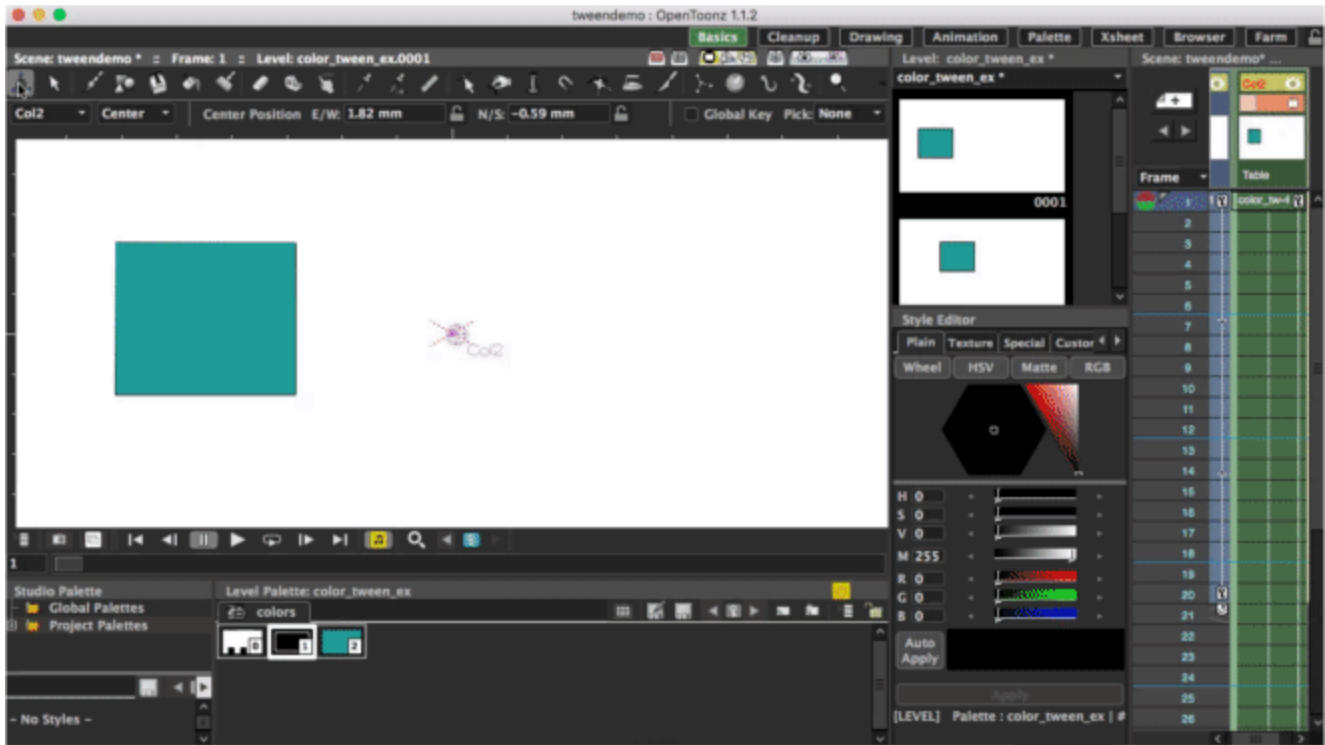 tweendemo : OpenToonz 1.1.2
Basics Cleanup Drawing Animation Palette Xsheet Browser Farm
Scene: tweendemo * :: Frame: 1 :: Level: color_tween_ex.0001
Level: color_tween_ex *
Scene: tweendemo* ...
color_tween_ex *
Col2
Col2 Center Center Position E/W: 1.82 mm N/S: -0.59 mm Global Key Pick: None
Frame
Table
0001
1
color_tw-1
2
3
4
5
6
7
8
9
10
11
12
13
14
15
16
17
18
19
20
21
22
23
24
25
26
Col2
Style Editor
Plain Texture Special Custor
Wheel HSV Matte RGB
H 0
S 0
V 0
M 255
R 0
G 0
B 0
Auto
Apply
Apply
[LEVEL] Palette : color_tween_ex | #
1
Studio Palette
Global Palettes
Project Palettes
- No Styles -
Level Palette: color_tween_ex
colors
0 1 2